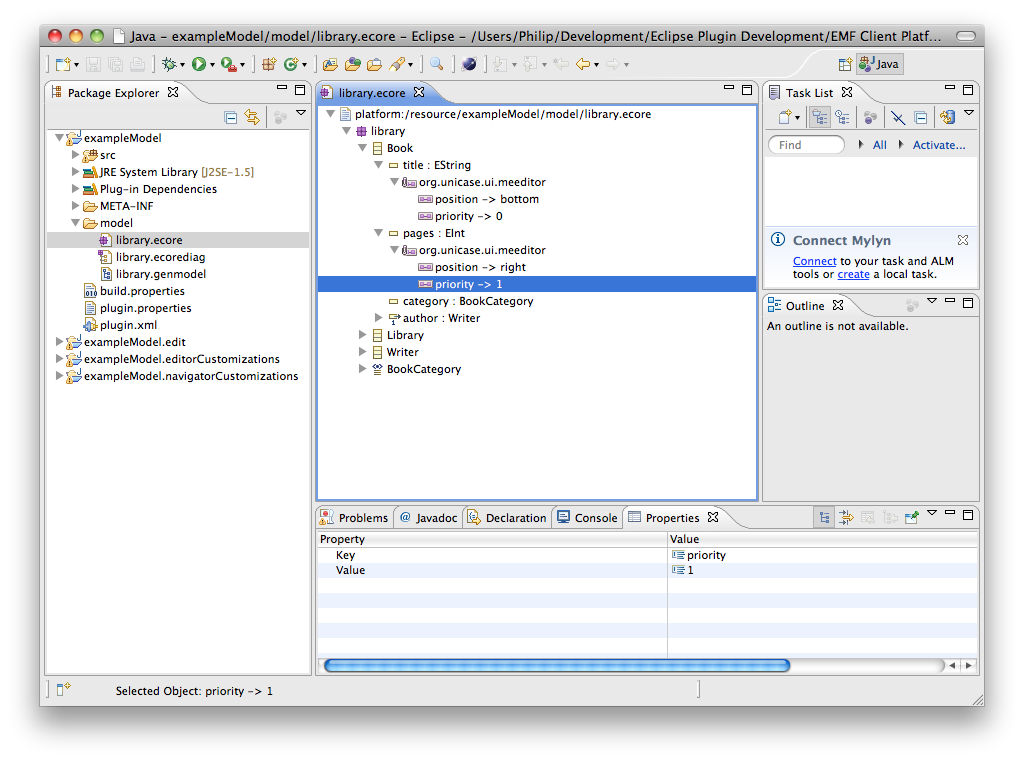 Java – exampleModel/model/library.ecore – Eclipse – /Users/Philip/Development/Eclipse Plugin Development/EMF Client Platf...
Java
Package Explorer
exampleModel
src
JRE System Library [J2SE-1.5]
Plug-in Dependencies
META-INF
model
library.ecore
library.ecorediag
library.genmodel
build.properties
plugin.properties
plugin.xml
exampleModel.edit
exampleModel.editorCustomizations
exampleModel.navigatorCustomizations
library.ecore
platform:/resource/exampleModel/model/library.ecore
library
Book
title : EString
org.unicase.ui.meeditor
position -> bottom
priority -> 0
pages : EInt
org.unicase.ui.meeditor
position -> right
priority -> 1
category : BookCategory
author : Writer
Library
Writer
BookCategory
Task List
Find
All
Activate...
Connect Mylyn
Connect to your task and ALM
tools or create a local task.
Outline
An outline is not available.
Problems
@ Javadoc
Declaration
Console
Properties
Property Value
Key priority
Value 1
Selected Object: priority -> 1